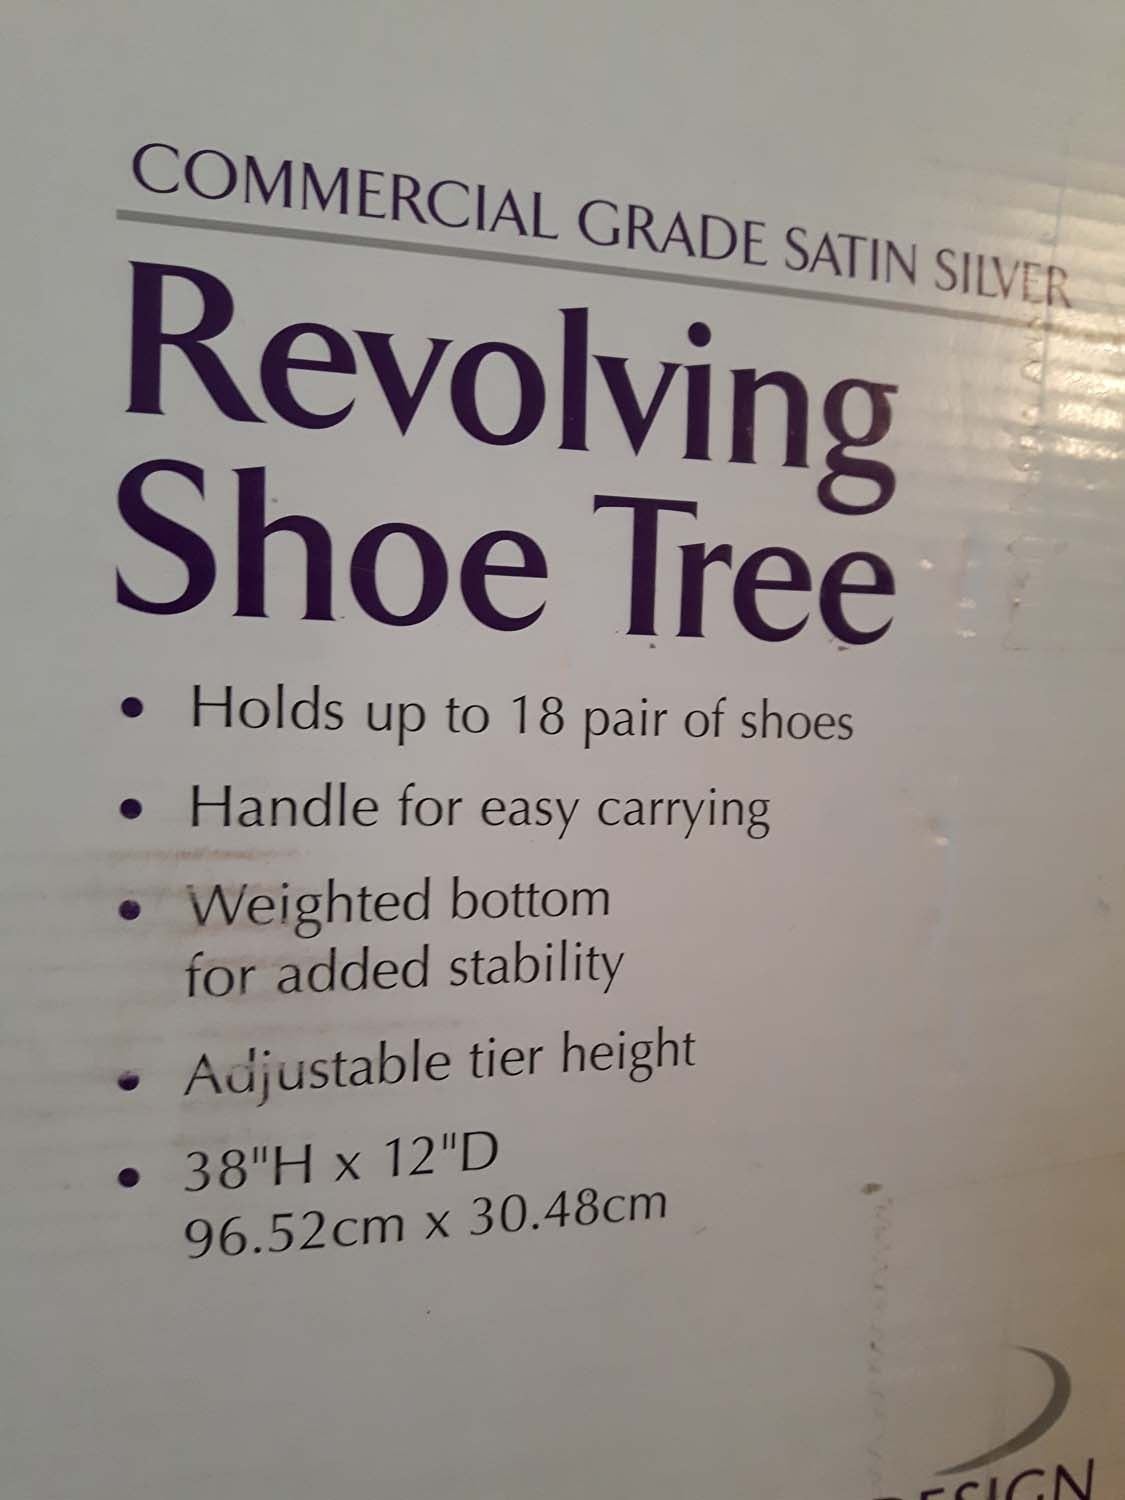 COMMERCIAL GRADE SATIN SILVER
Revolving
Shoe Tree
• Holds up to 18 pair of shoes
• Handle for easy carrying
• Weighted bottom
for added stability
• Adjustable tier height
• 38"H x 12"D
96.52cm x 30.48cm